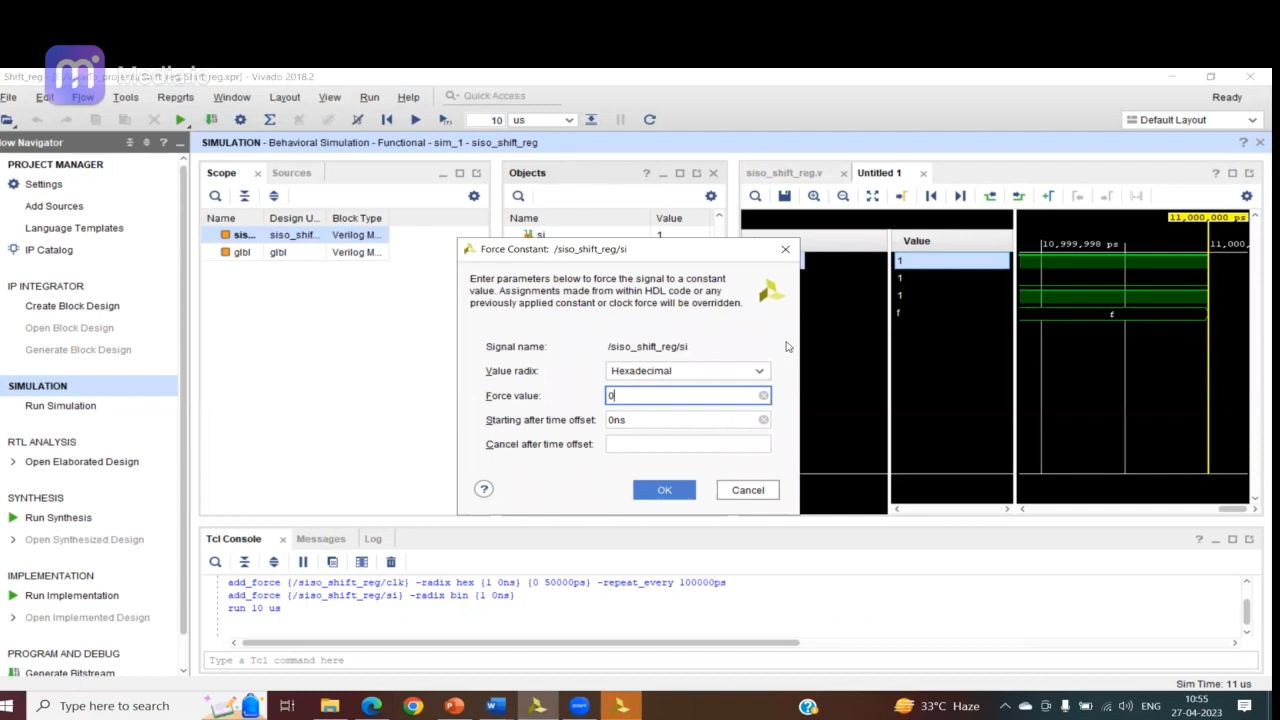 Media.io
Shift_reg - [
reg.xpr] - Vivado 2018.2
File Edit Flow Tools Reports Window Layout View Run Help Quick Access Ready
10 us Default Layout
Flow Navigator
SIMULATION - Behavioral Simulation - Functional - sim_1 - siso_shift_reg
PROJECT MANAGER
Settings
Add Sources
Language Templates
IP Catalog
IP INTEGRATOR
Create Block Design
Open Block Design
Generate Block Design
SIMULATION
Run Simulation
RTL ANALYSIS
Open Elaborated Design
SYNTHESIS
Run Synthesis
Open Synthesized Design
IMPLEMENTATION
Run Implementation
Open Implemented Design
PROGRAM AND DEBUG
Generate Bitstream
Scope Sources
Name Design U... Block Type
sis... siso_shif... Verilog M...
glbl glbl Verilog M...
Objects
Name Value
si 1
siso_shift_reg.v Untitled 1
11,000,000 ps
Value 10,999,998 ps 11,000,
1
1
1
f f
Force Constant: /siso_shift_reg/si
Enter parameters below to force the signal to a constant
value. Assignments made from within HDL code or any
previously applied constant or clock force will be overridden.
Signal name: /siso_shift_reg/si
Value radix: Hexadecimal
Force value: 0
Starting after time offset: 0ns
Cancel after time offset:
OK Cancel
Tcl Console Messages Log
add_force {/siso_shift_reg/clk} -radix hex {1 0ns} {0 50000ps} -repeat_every 100000ps
add_force {/siso_shift_reg/si} -radix bin {1 0ns}
run 10 us
Type a Tcl command here
Sim Time: 11 us
Type here to search
33°C Haze ENG 10:55
27-04-2023